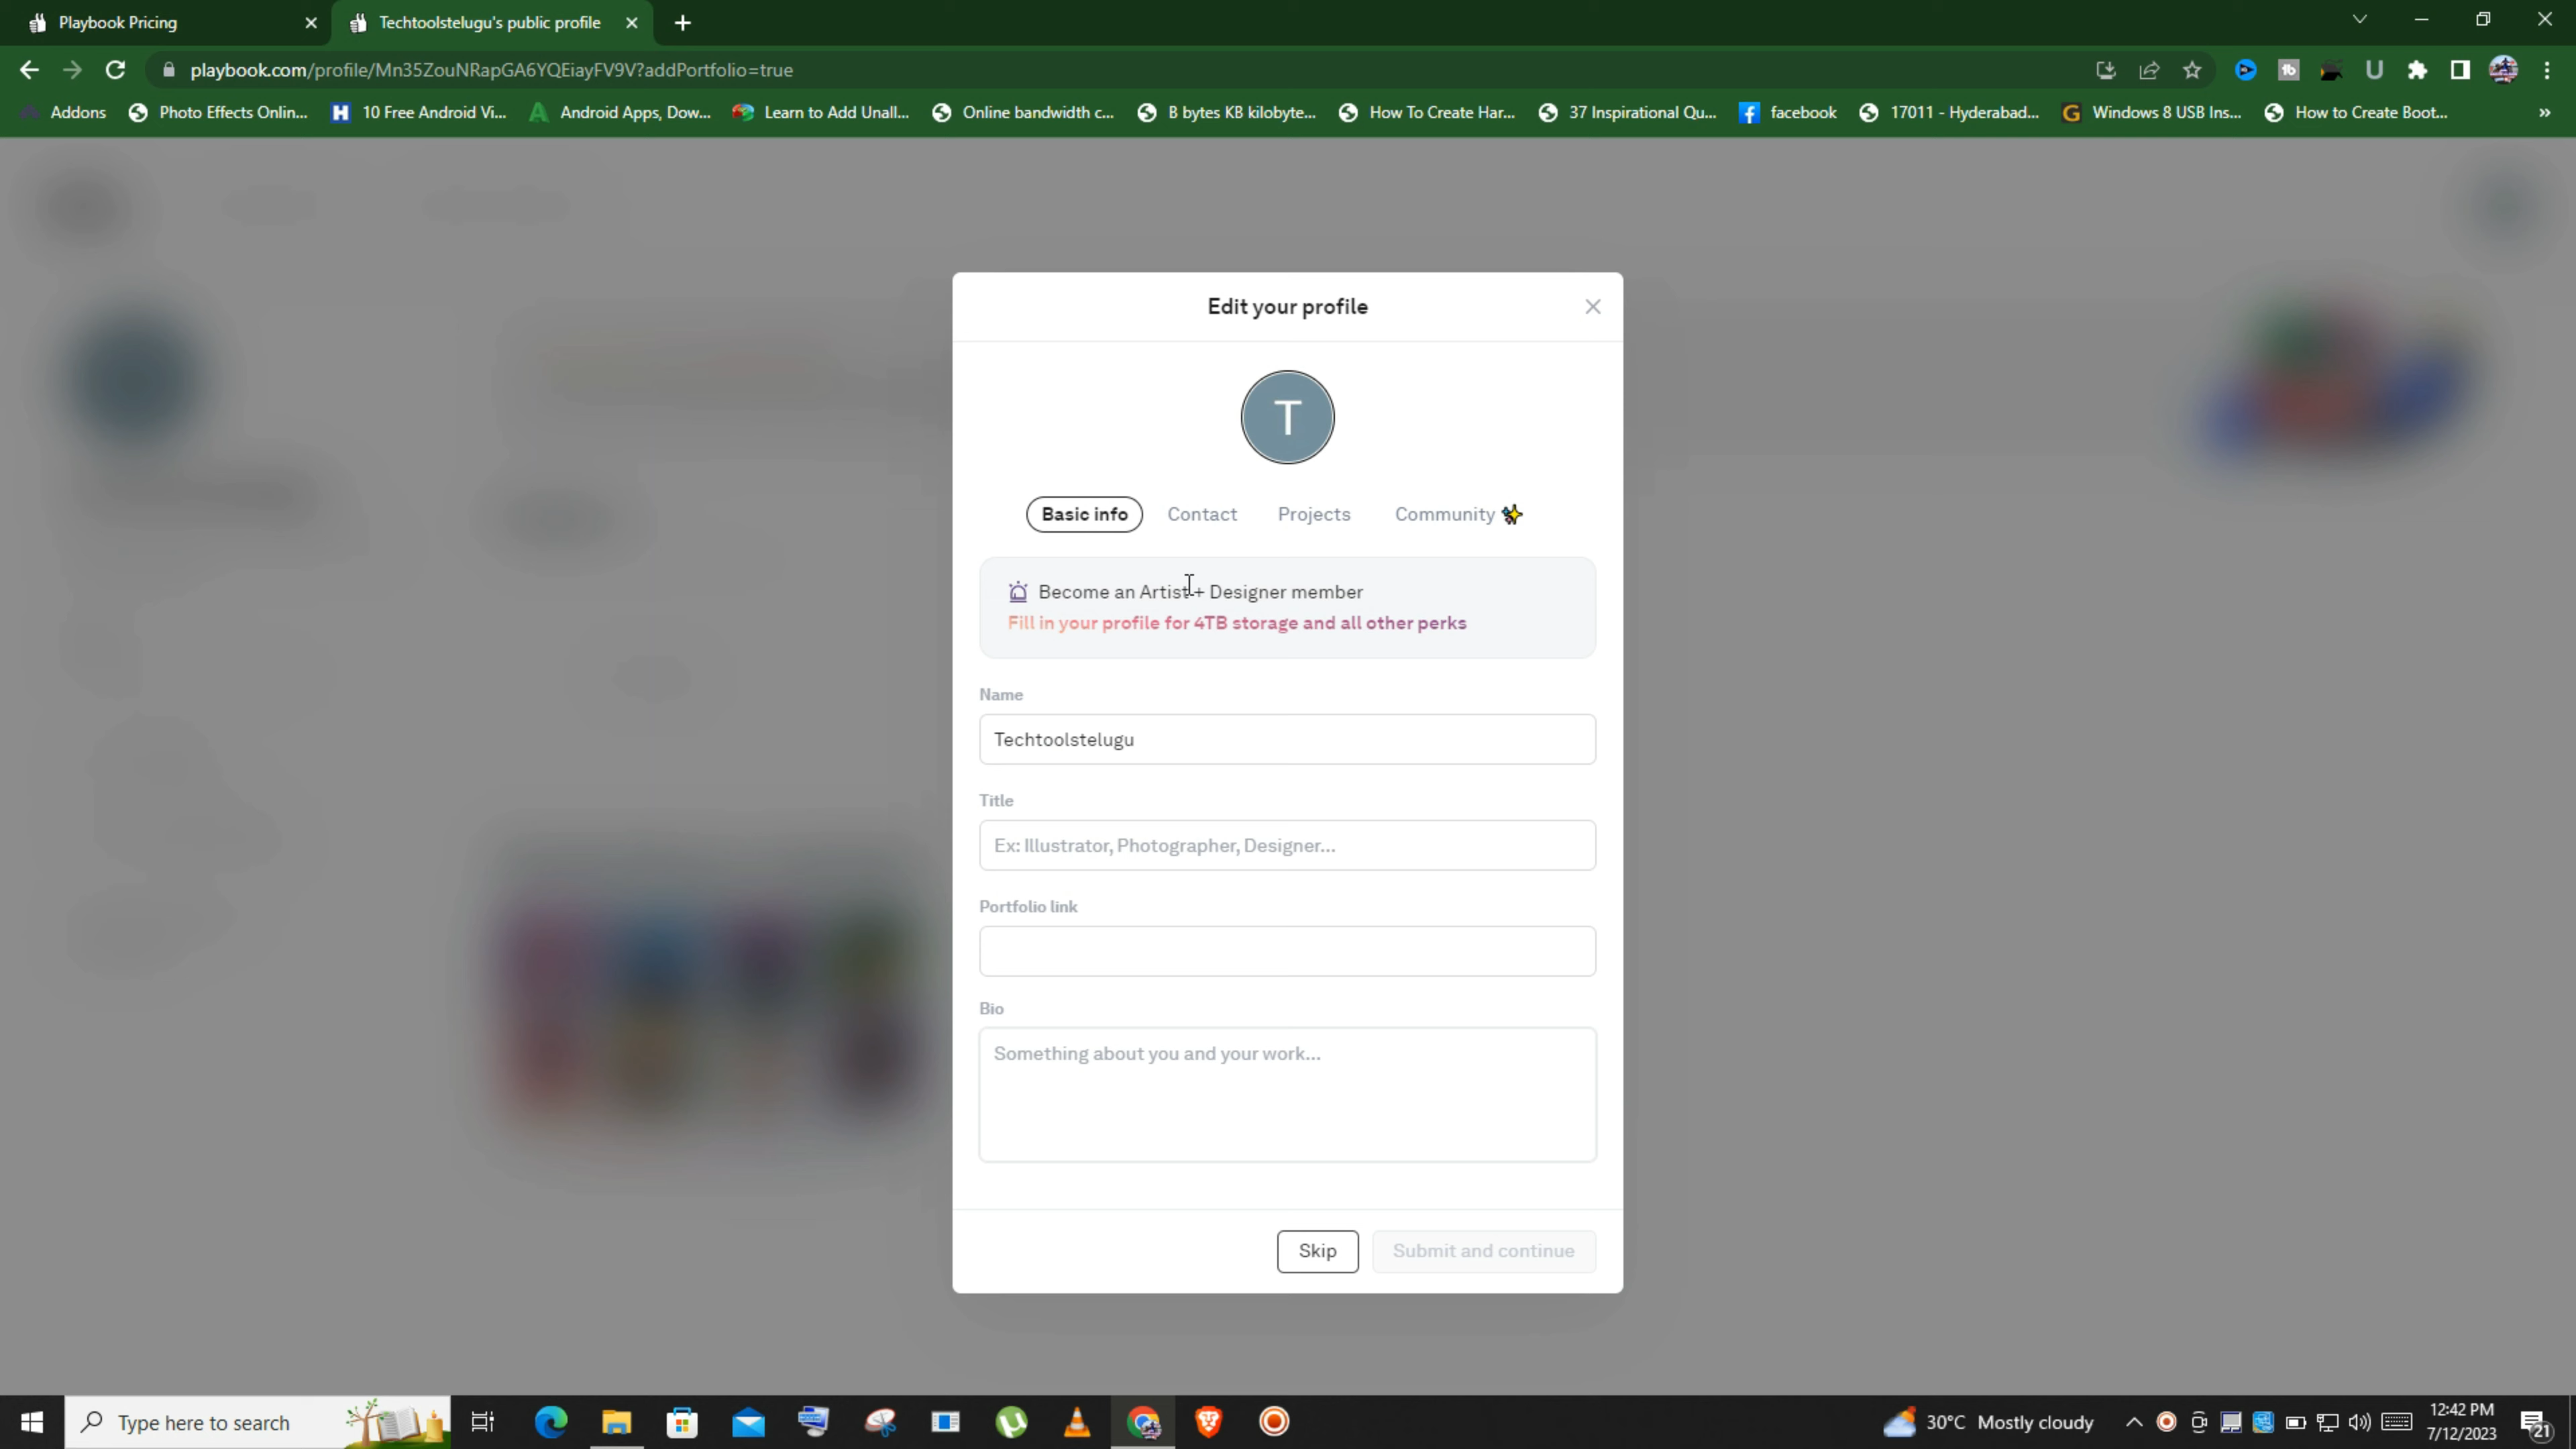 Playbook Pricing
Techtoolstelugu's public profile
playbook.com/profile/Mn35ZouNRapGA6YQEiayFV9V?addPortfolio=true
Addons Photo Effects Onlin... 10 Free Android Vi... Android Apps, Dow... Learn to Add Unall... Online bandwidth c... B bytes KB kilobyte... How To Create Har... 37 Inspirational Qu... facebook 17011 - Hyderabad... Windows 8 USB Ins... How to Create Boot... »
Edit your profile
T
Basic info Contact Projects Community
Become an Artist + Designer member
Fill in your profile for 4TB storage and all other perks
Name
Techtoolstelugu
Title
Ex: Illustrator, Photographer, Designer...
Portfolio link
Bio
Something about you and your work...
Skip Submit and continue
Type here to search
30°C Mostly cloudy
12:42 PM
7/12/2023
21